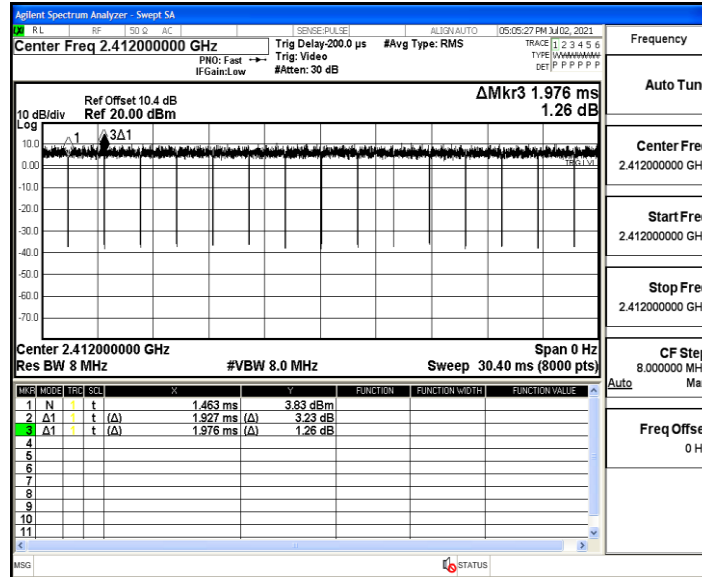 Agilent Spectrum Analyzer - Swept SA
RL RF 50 Ω AC SENSE:PULSE ALIGN AUTO 05:05:27 PM Jul 02, 2021
Center Freq 2.412000000 GHz
PNO: Fast
IFGain:Low
Trig Delay-200.0 µs
Trig: Video
#Atten: 30 dB
#Avg Type: RMS
TRACE 1 2 3 4 5 6
TYPE
DET P P P P P P
ΔMkr3 1.976 ms
1.26 dB
Ref Offset 10.4 dB
10 dB/div Ref 20.00 dBm
Log
10.0
0.00
-10.0
-20.0
-30.0
-40.0
-50.0
-60.0
-70.0
1
3Δ1
TRIG LVL
Center 2.412000000 GHz Span 0 Hz
Res BW 8 MHz #VBW 8.0 MHz Sweep 30.40 ms (8000 pts)
MKR MODE TRC SCL X Y FUNCTION FUNCTION WIDTH FUNCTION VALUE
1 N 1 t 1.463 ms 3.83 dBm
2 Δ1 1 t (Δ) 1.927 ms (Δ) 3.23 dB
3 Δ1 1 t (Δ) 1.976 ms (Δ) 1.26 dB
4
5
6
7
8
9
10
11
MSG STATUS
Frequency
Auto Tun
Center Fre
2.412000000 GH
Start Fre
2.412000000 GH
Stop Fre
2.412000000 GH
CF Step
8.000000 MH
Auto Ma
Freq Offse
0 H